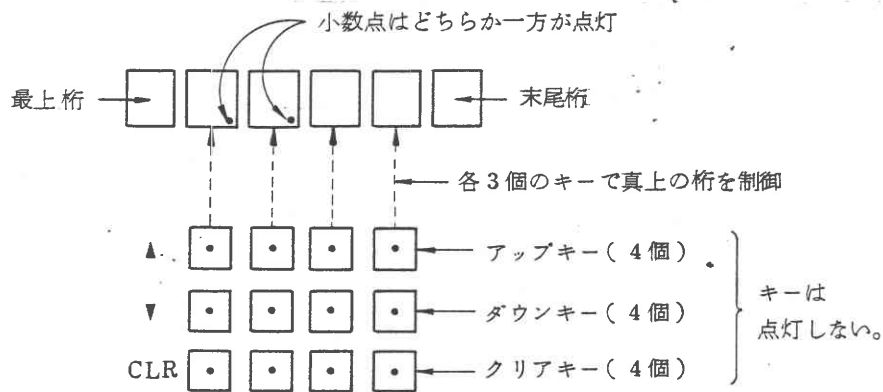 小数点はどちらか一方が点灯
最上桁
末尾桁
各3個のキーで真上の桁を制御
▲
アップキー(4個)
▼
ダウンキー(4個)
CLR
クリアキー(4個)
キーは
点灯しない。